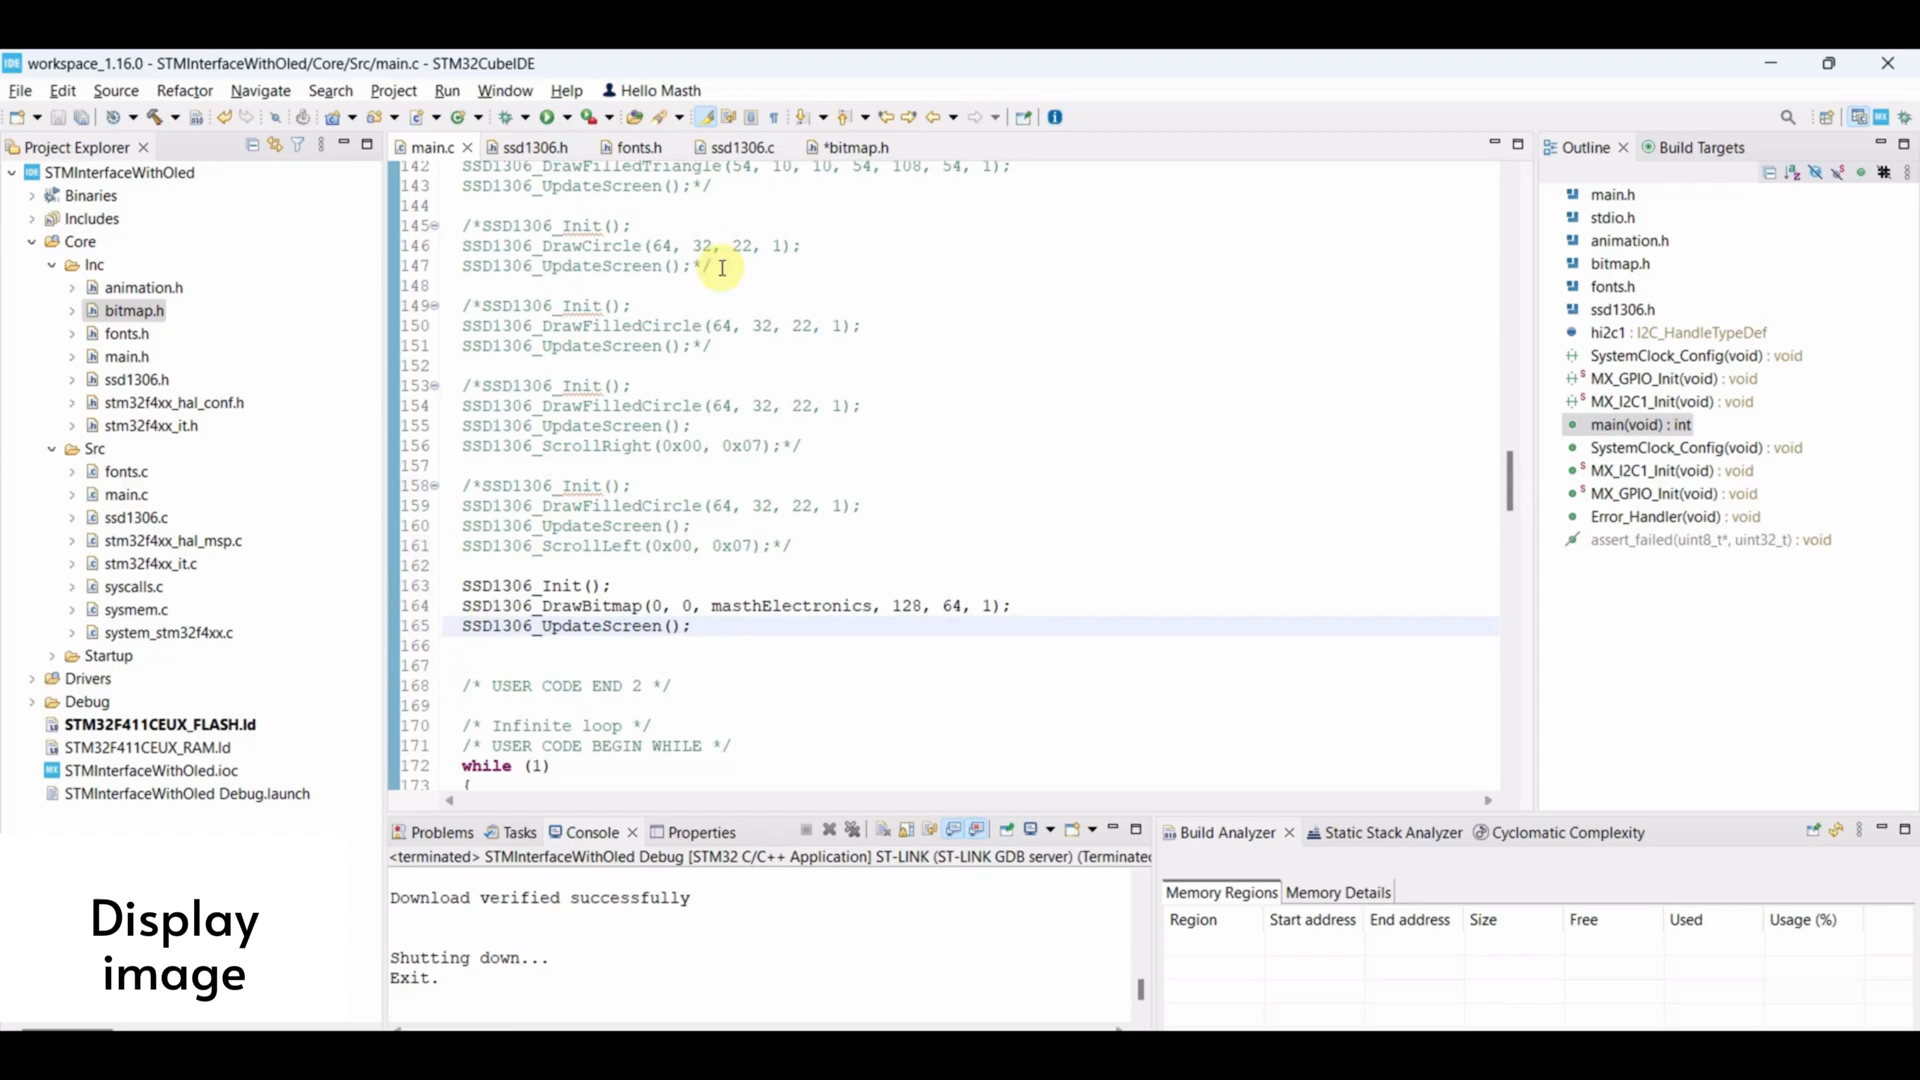 IDE workspace_1.16.0 - STMInterfaceWithOled/Core/Src/main.c - STM32CubeIDE
File Edit Source Refactor Navigate Search Project Run Window Help Hello Masth
Project Explorer
STMInterfaceWithOled
Binaries
Includes
Core
Inc
animation.h
bitmap.h
fonts.h
main.h
ssd1306.h
stm32f4xx_hal_conf.h
stm32f4xx_it.h
Src
fonts.c
main.c
ssd1306.c
stm32f4xx_hal_msp.c
stm32f4xx_it.c
syscalls.c
sysmem.c
system_stm32f4xx.c
Startup
Drivers
Debug
STM32F411CEUX_FLASH.ld
STM32F411CEUX_RAM.ld
STMInterfaceWithOled.ioc
STMInterfaceWithOled Debug.launch
main.c ssd1306.h fonts.h ssd1306.c *bitmap.h
142 SSD1306_DrawFilledTriangle(54, 10, 10, 54, 108, 54, 1);
143 SSD1306_UpdateScreen();*/
144
145 /*SSD1306_Init();
146 SSD1306_DrawCircle(64, 32, 22, 1);
147 SSD1306_UpdateScreen();*/
148
149 /*SSD1306_Init();
150 SSD1306_DrawFilledCircle(64, 32, 22, 1);
151 SSD1306_UpdateScreen();*/
152
153 /*SSD1306_Init();
154 SSD1306_DrawFilledCircle(64, 32, 22, 1);
155 SSD1306_UpdateScreen();
156 SSD1306_ScrollRight(0x00, 0x07);*/
157
158 /*SSD1306_Init();
159 SSD1306_DrawFilledCircle(64, 32, 22, 1);
160 SSD1306_UpdateScreen();
161 SSD1306_ScrollLeft(0x00, 0x07);*/
162
163 SSD1306_Init();
164 SSD1306_DrawBitmap(0, 0, masthElectronics, 128, 64, 1);
165 SSD1306_UpdateScreen();
166
167
168 /* USER CODE END 2 */
169
170 /* Infinite loop */
171 /* USER CODE BEGIN WHILE */
172 while (1)
173 {
Outline Build Targets
main.h
stdio.h
animation.h
bitmap.h
fonts.h
ssd1306.h
hi2c1 : I2C_HandleTypeDef
SystemClock_Config(void) : void
MX_GPIO_Init(void) : void
MX_I2C1_Init(void) : void
main(void) : int
SystemClock_Config(void) : void
MX_I2C1_Init(void) : void
MX_GPIO_Init(void) : void
Error_Handler(void) : void
assert_failed(uint8_t*, uint32_t) : void
Problems Tasks Console Properties
<terminated> STMInterfaceWithOled Debug [STM32 C/C++ Application] ST-LINK (ST-LINK GDB server) (Terminated
Download verified successfully
Shutting down...
Exit.
Build Analyzer Static Stack Analyzer Cyclomatic Complexity
Memory Regions Memory Details
Region Start address End address Size Free Used Usage (%)
Display
image